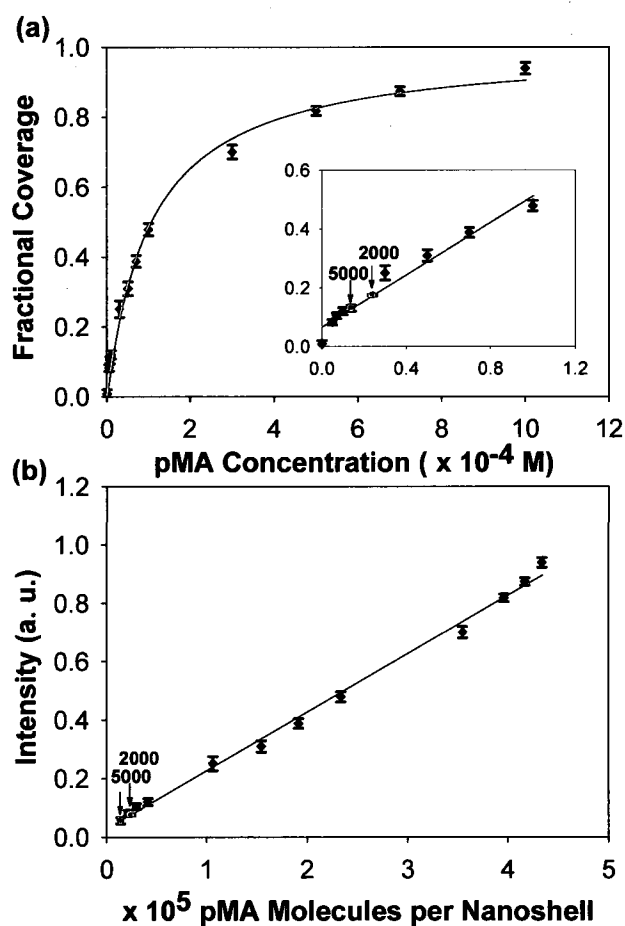 (a)
1.0
0.8
0.6
0.4
0.2
0.0
Fractional Coverage
0.6
0.4
0.2
0.0
5000
2000
0.0 0.4 0.8 1.2
0 2 4 6 8 10 12
pMA Concentration ( x 10⁻⁴ M)
(b)
1.2
1.0
0.8
0.6
0.4
0.2
0.0
Intensity (a. u.)
2000
5000
0 1 2 3 4 5
x 10⁵ pMA Molecules per Nanoshell